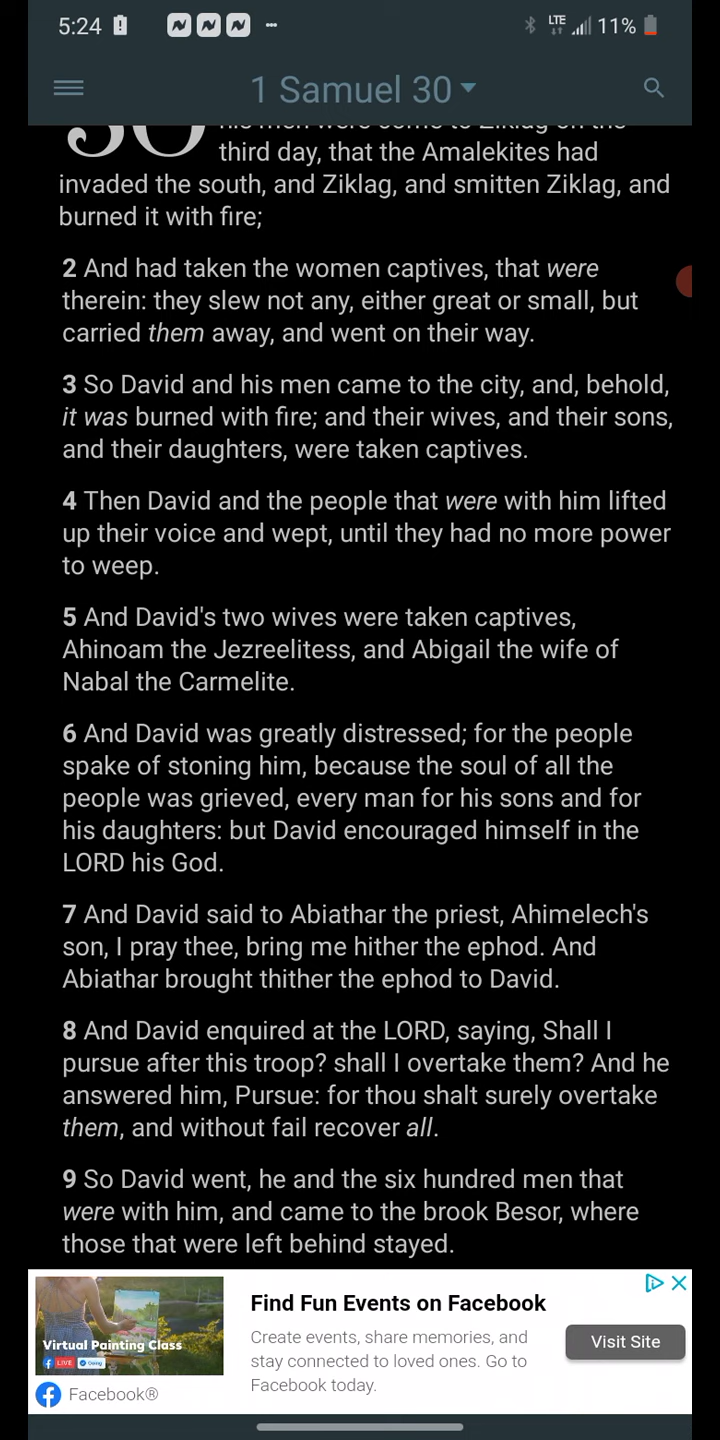 5:24
LTE 11%
1 Samuel 30
30 his men were come to Ziklag on the
third day, that the Amalekites had
invaded the south, and Ziklag, and smitten Ziklag, and
burned it with fire;
2 And had taken the women captives, that were
therein: they slew not any, either great or small, but
carried them away, and went on their way.
3 So David and his men came to the city, and, behold,
it was burned with fire; and their wives, and their sons,
and their daughters, were taken captives.
4 Then David and the people that were with him lifted
up their voice and wept, until they had no more power
to weep.
5 And David's two wives were taken captives,
Ahinoam the Jezreelitess, and Abigail the wife of
Nabal the Carmelite.
6 And David was greatly distressed; for the people
spake of stoning him, because the soul of all the
people was grieved, every man for his sons and for
his daughters: but David encouraged himself in the
LORD his God.
7 And David said to Abiathar the priest, Ahimelech's
son, I pray thee, bring me hither the ephod. And
Abiathar brought thither the ephod to David.
8 And David enquired at the LORD, saying, Shall I
pursue after this troop? shall I overtake them? And he
answered him, Pursue: for thou shalt surely overtake
them, and without fail recover all.
9 So David went, he and the six hundred men that
were with him, and came to the brook Besor, where
those that were left behind stayed.
Virtual Painting Class
LIVE Going
Facebook®
Find Fun Events on Facebook
Create events, share memories, and
stay connected to loved ones. Go to
Facebook today.
Visit Site